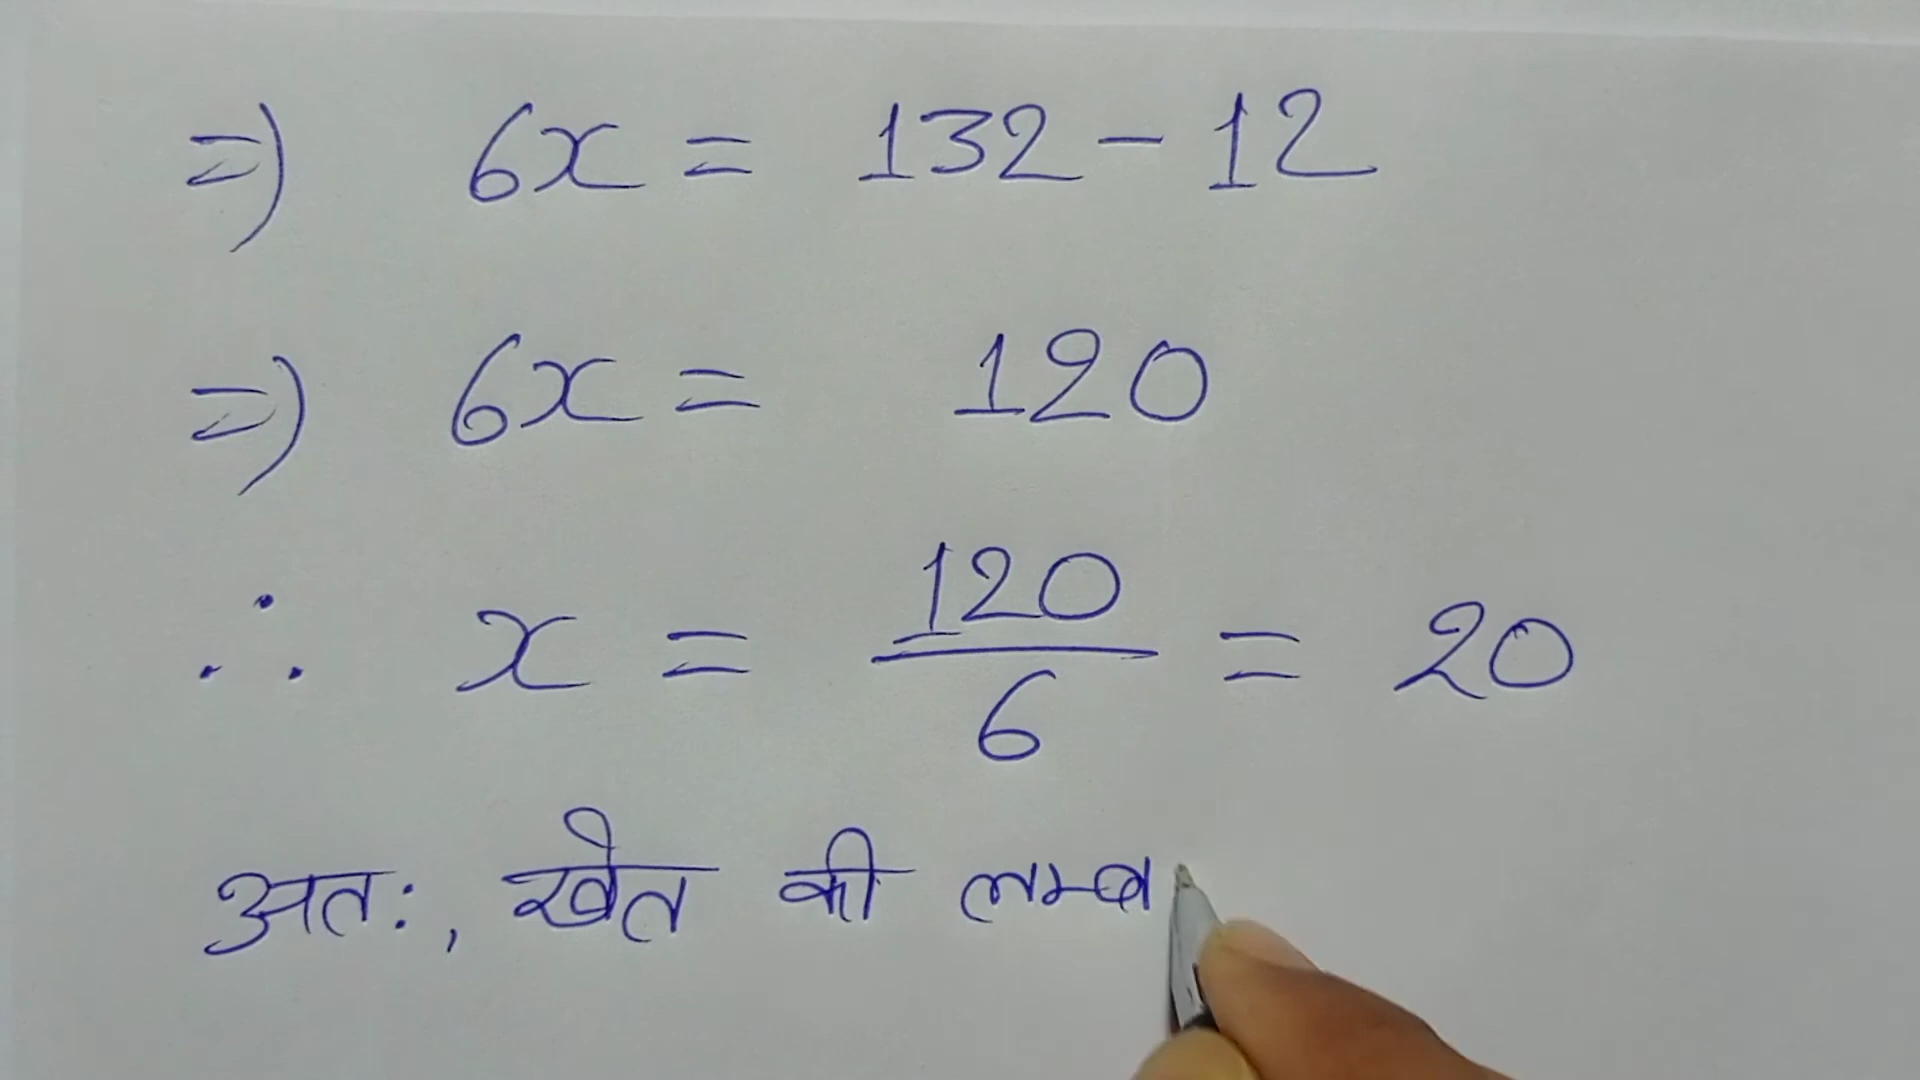 => 6x = 132 - 12
=> 6x = 120
∴ x = 120/6 = 20
अतः, खेत की लम्ब